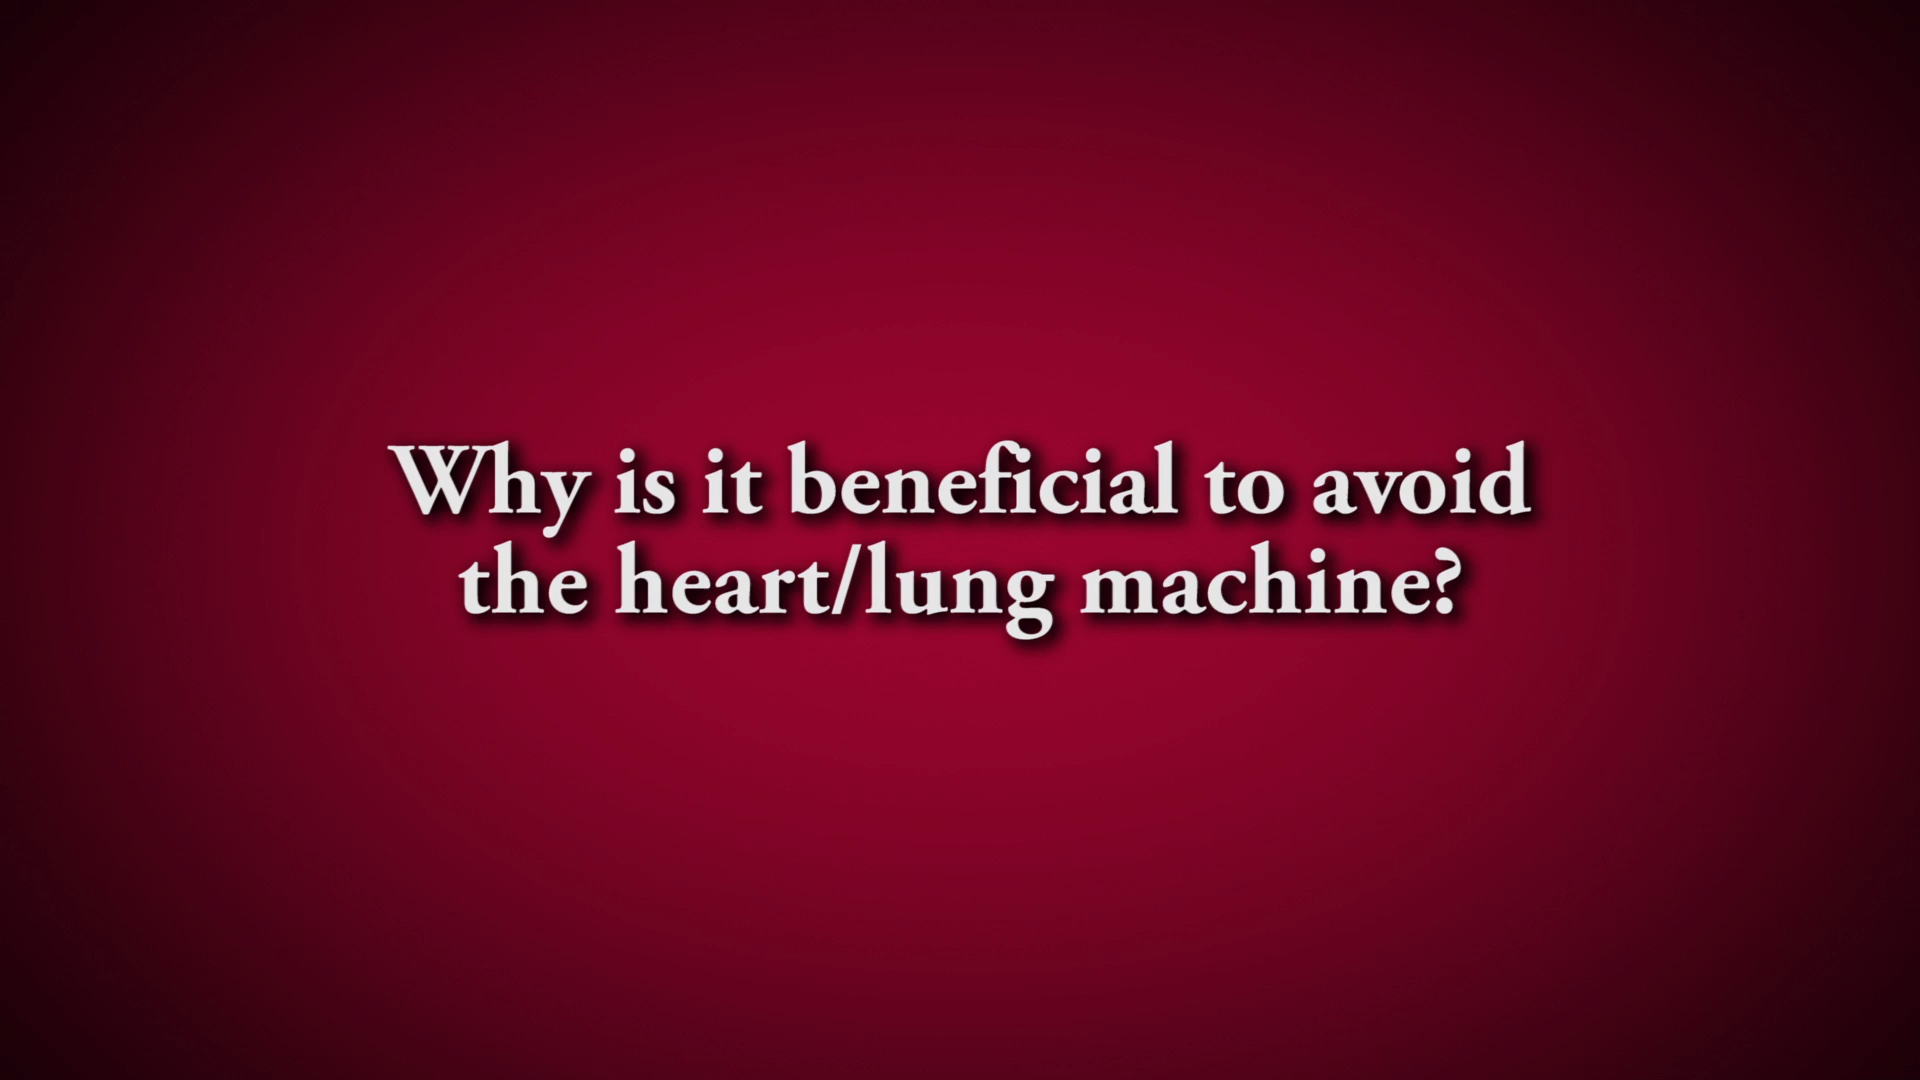 Why is it beneficial to avoid
the heart/lung machine?